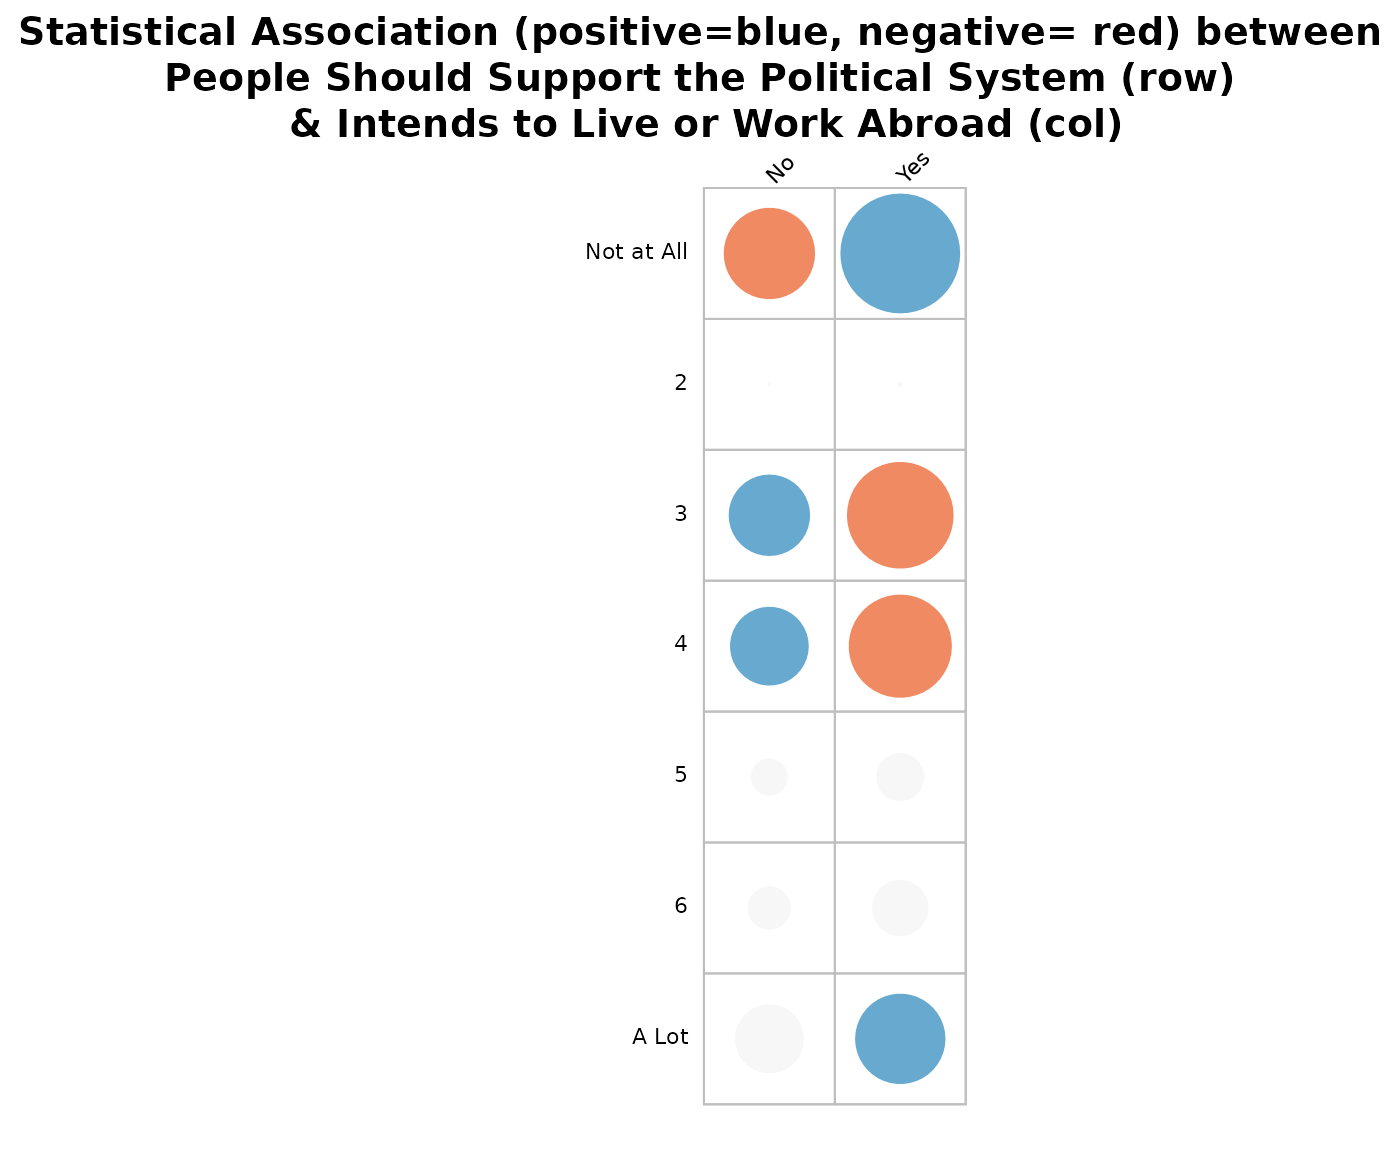 Statistical Association (positive=blue, negative= red) between
People Should Support the Political System (row)
& Intends to Live or Work Abroad (col)
No
Yes
Not at All
2
3
4
5
6
A Lot